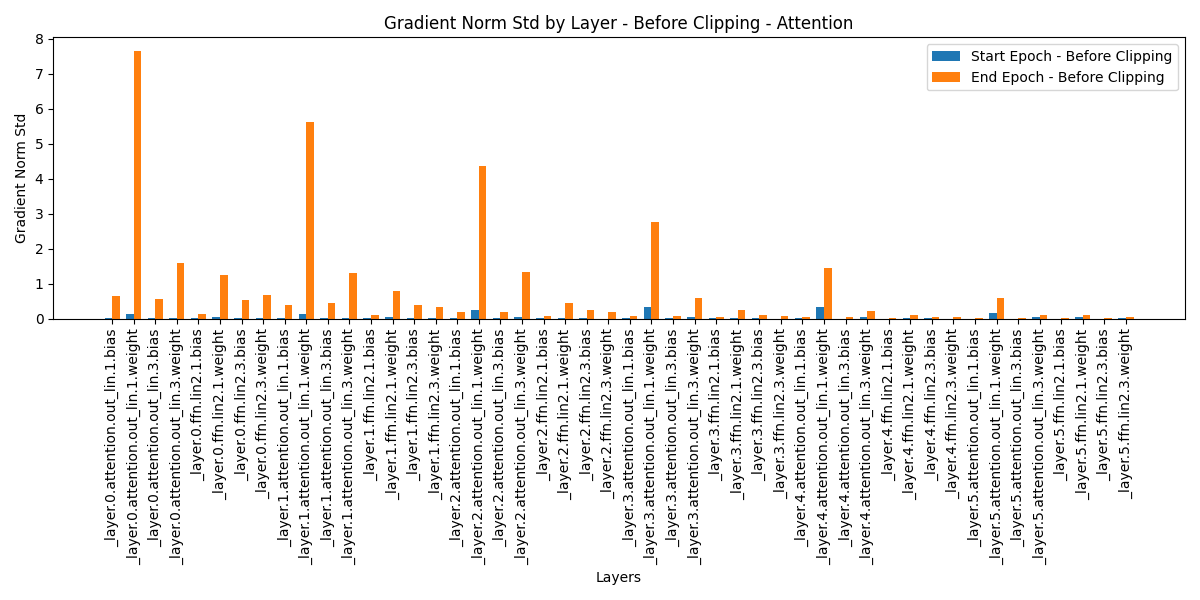 Gradient Norm Std by Layer - Before Clipping - Attention
Start Epoch - Before Clipping
End Epoch - Before Clipping
Gradient Norm Std
8
7
6
5
4
3
2
1
0
_layer.0.attention.out_lin.1.bias
_layer.0.attention.out_lin.1.weight
_layer.0.attention.out_lin.3.bias
_layer.0.attention.out_lin.3.weight
_layer.0.ffn.lin2.1.bias
_layer.0.ffn.lin2.1.weight
_layer.0.ffn.lin2.3.bias
_layer.0.ffn.lin2.3.weight
_layer.1.attention.out_lin.1.bias
_layer.1.attention.out_lin.1.weight
_layer.1.attention.out_lin.3.bias
_layer.1.attention.out_lin.3.weight
_layer.1.ffn.lin2.1.bias
_layer.1.ffn.lin2.1.weight
_layer.1.ffn.lin2.3.bias
_layer.1.ffn.lin2.3.weight
_layer.2.attention.out_lin.1.bias
_layer.2.attention.out_lin.1.weight
_layer.2.attention.out_lin.3.bias
_layer.2.attention.out_lin.3.weight
_layer.2.ffn.lin2.1.bias
_layer.2.ffn.lin2.1.weight
_layer.2.ffn.lin2.3.bias
_layer.2.ffn.lin2.3.weight
_layer.3.attention.out_lin.1.bias
_layer.3.attention.out_lin.1.weight
_layer.3.attention.out_lin.3.bias
_layer.3.attention.out_lin.3.weight
_layer.3.ffn.lin2.1.bias
_layer.3.ffn.lin2.1.weight
_layer.3.ffn.lin2.3.bias
_layer.3.ffn.lin2.3.weight
_layer.4.attention.out_lin.1.bias
_layer.4.attention.out_lin.1.weight
_layer.4.attention.out_lin.3.bias
_layer.4.attention.out_lin.3.weight
_layer.4.ffn.lin2.1.bias
_layer.4.ffn.lin2.1.weight
_layer.4.ffn.lin2.3.bias
_layer.4.ffn.lin2.3.weight
_layer.5.attention.out_lin.1.bias
_layer.5.attention.out_lin.1.weight
_layer.5.attention.out_lin.3.bias
_layer.5.attention.out_lin.3.weight
_layer.5.ffn.lin2.1.bias
_layer.5.ffn.lin2.1.weight
_layer.5.ffn.lin2.3.bias
_layer.5.ffn.lin2.3.weight
Layers